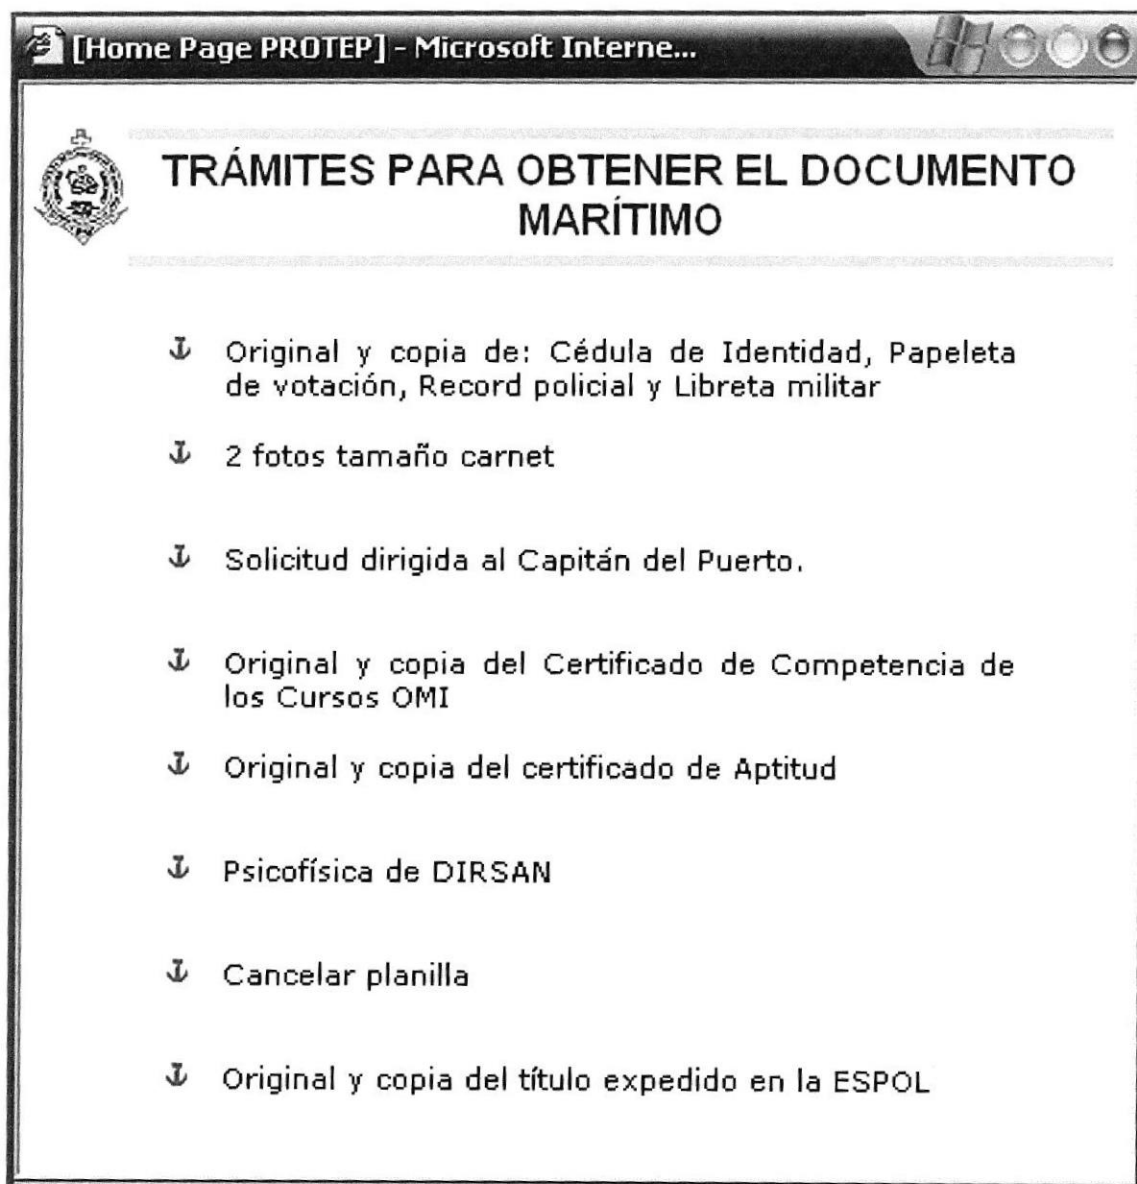 [Home Page PROTEP] - Microsoft Interne...
TRÁMITES PARA OBTENER EL DOCUMENTO
MARÍTIMO
Original y copia de: Cédula de Identidad, Papeleta
de votación, Record policial y Libreta militar
2 fotos tamaño carnet
Solicitud dirigida al Capitán del Puerto.
Original y copia del Certificado de Competencia de
los Cursos OMI
Original y copia del certificado de Aptitud
Psicofísica de DIRSAN
Cancelar planilla
Original y copia del título expedido en la ESPOL